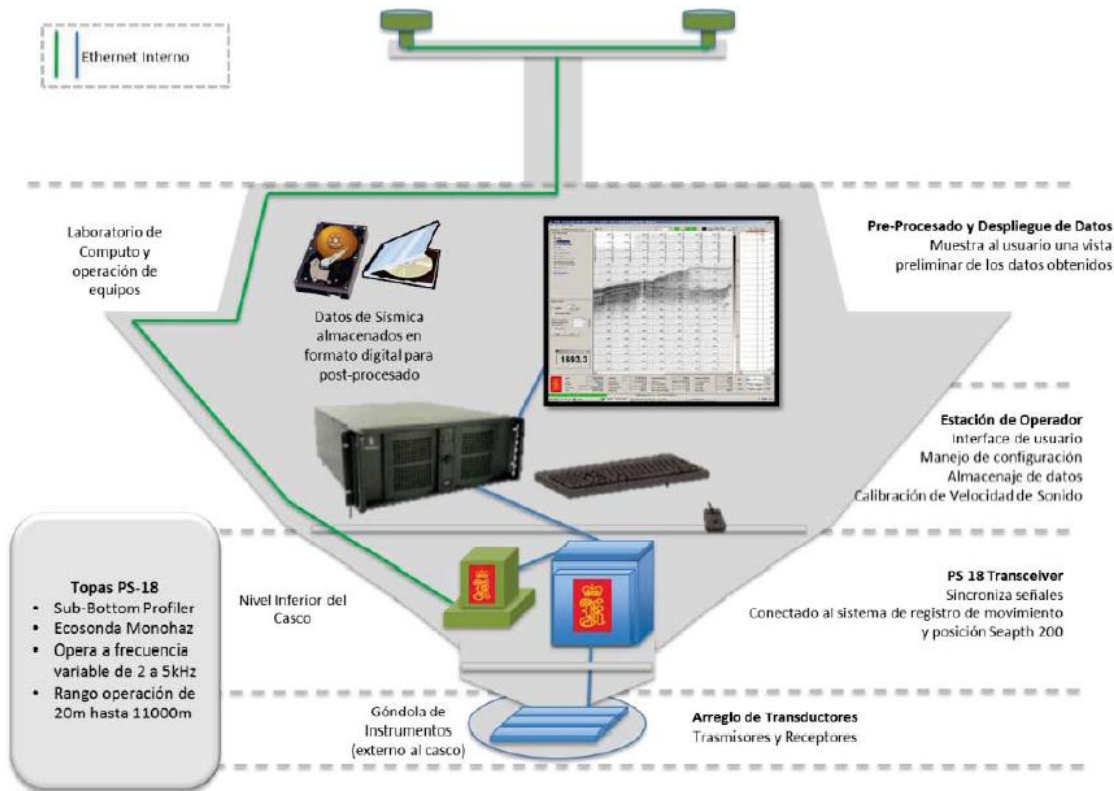 Ethernet Interno
Laboratorio de
Computo y
operación de
equipos
Pre-Procesado y Despliegue de Datos
Muestra al usuario una vista
preliminar de los datos obtenidos
Datos de Sísmica
almacenados en
formato digital para
post-procesado
1693.3
Estación de Operador
Interface de usuario
Manejo de configuración
Almacenaje de datos
Calibración de Velocidad de Sonido
Topas PS-18
• Sub-Bottom Profiler
• Ecosonda Monohaz
• Opera a frecuencia
variable de 2 a 5kHz
• Rango operación de
20m hasta 11000m
Nivel Inferior del
Casco
PS 18 Transceiver
Sincroniza señales
Conectado al sistema de registro de movimiento
y posición Seapth 200
Góndola de
Instrumentos
(externo al casco)
Arreglo de Transductores
Trasmisores y Receptores